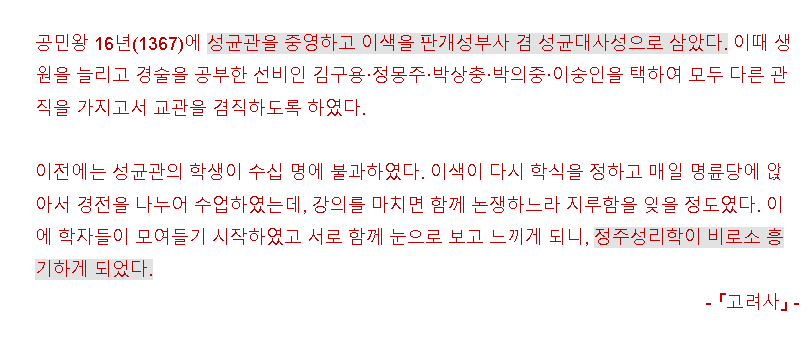 공민왕 16년(1367)에 성균관을 중영하고 이색을 판개성부사 겸 성균대사성으로 삼았다. 이때 생
원을 늘리고 경술을 공부한 선비인 김구용·정몽주·박상충·박의중·이숭인을 택하여 모두 다른 관
직을 가지고서 교관을 겸직하도록 하였다.
이전에는 성균관의 학생이 수십 명에 불과하였다. 이색이 다시 학식을 정하고 매일 명륜당에 앉
아서 경전을 나누어 수업하였는데, 강의를 마치면 함께 논쟁하느라 지루함을 잊을 정도였다. 이
에 학자들이 모여들기 시작하였고 서로 함께 눈으로 보고 느끼게 되니, 정주성리학이 비로소 흥
기하게 되었다.
- 『고려사』 -